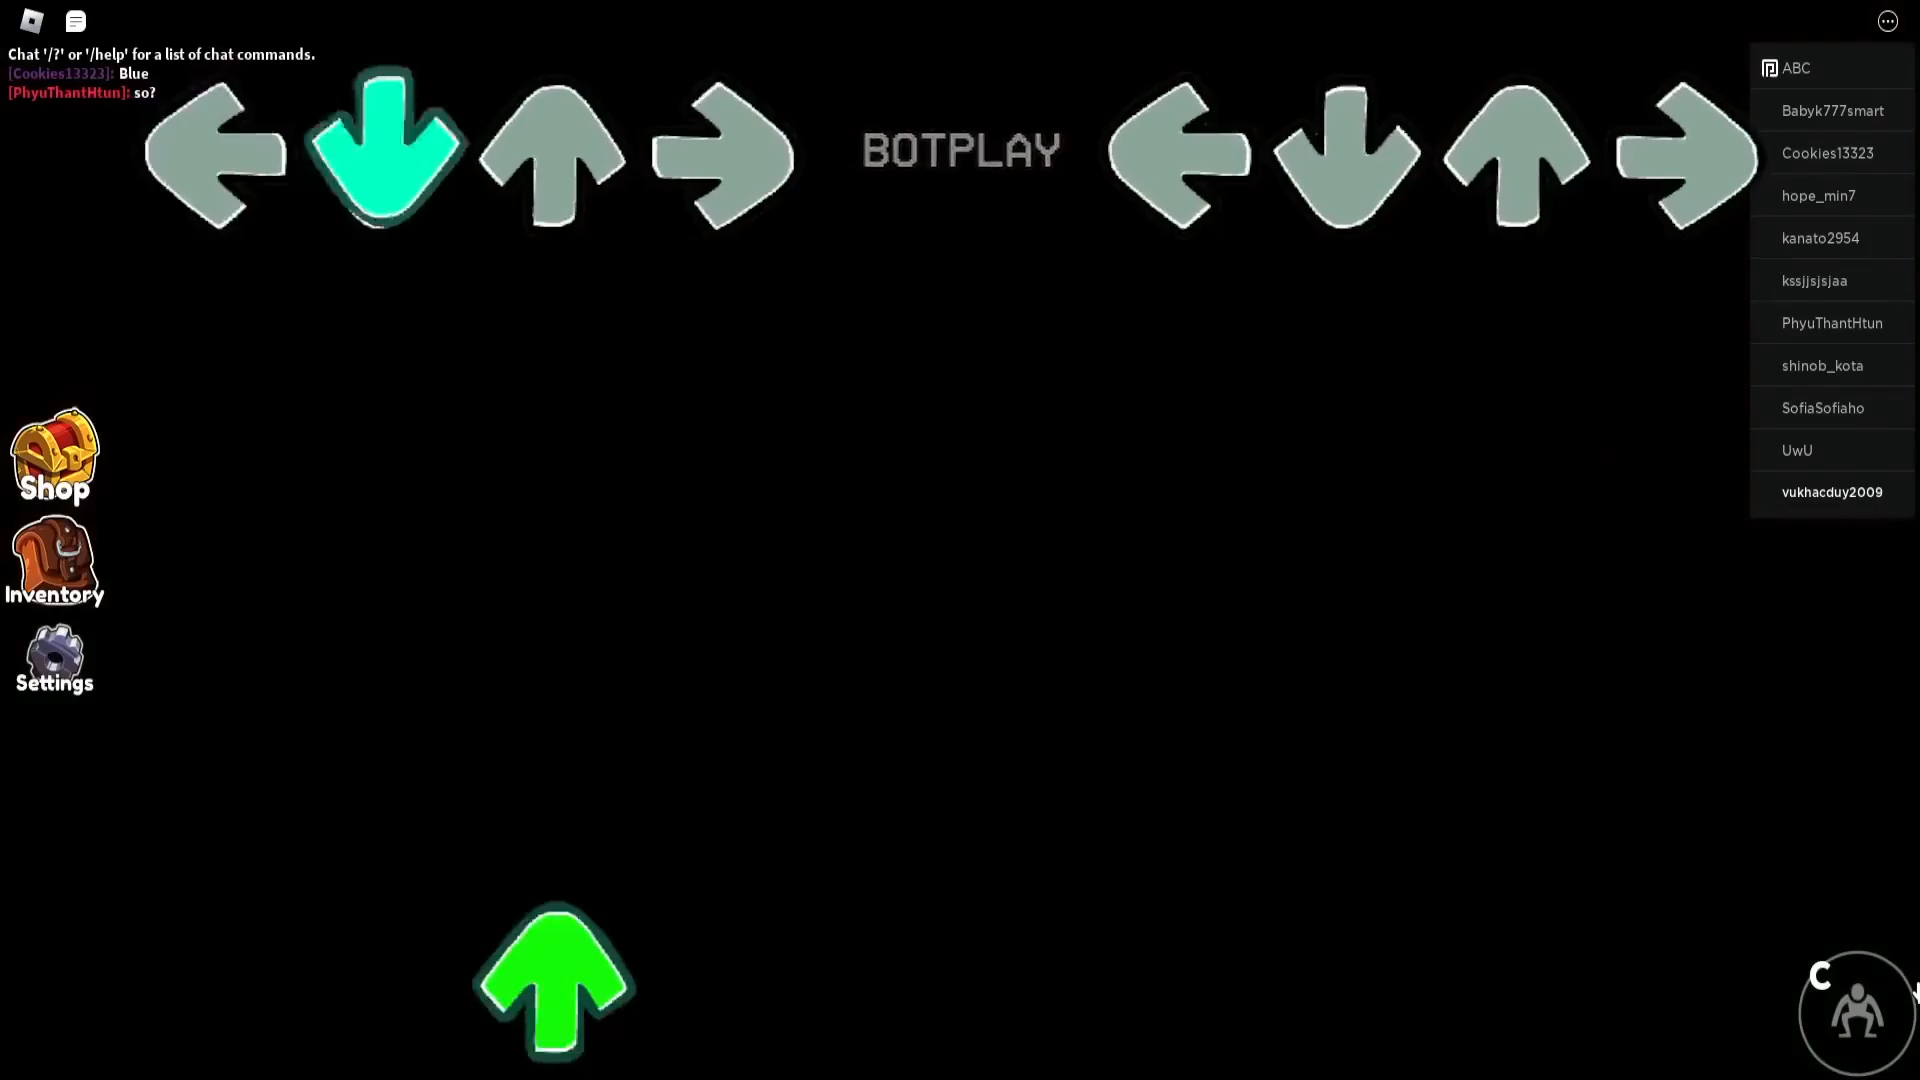 Chat '/?' or '/help' for a list of chat commands.
[Cookies13323]: Blue
[PhyuThantHtun]: so?
BOTPLAY
ABC
Babyk777smart
Cookies13323
hope_min7
kanato2954
kssjjsjsjaa
PhyuThantHtun
shinob_kota
SofiaSofiaho
UwU
vukhacduy2009
Shop
Inventory
Settings
C